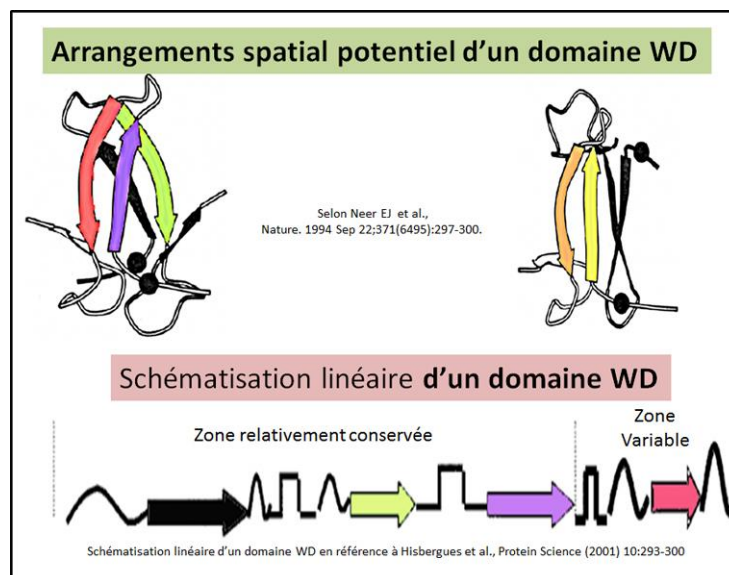 Arrangements spatial potentiel d'un domaine WD
Selon Neer EJ et al.,
Nature. 1994 Sep 22;371(6495):297-300.
Schématisation linéaire d'un domaine WD
Zone relativement conservée
Zone
Variable
Schématisation linéaire d'un domaine WD en référence à Hisbergues et al., Protein Science (2001) 10:293-300